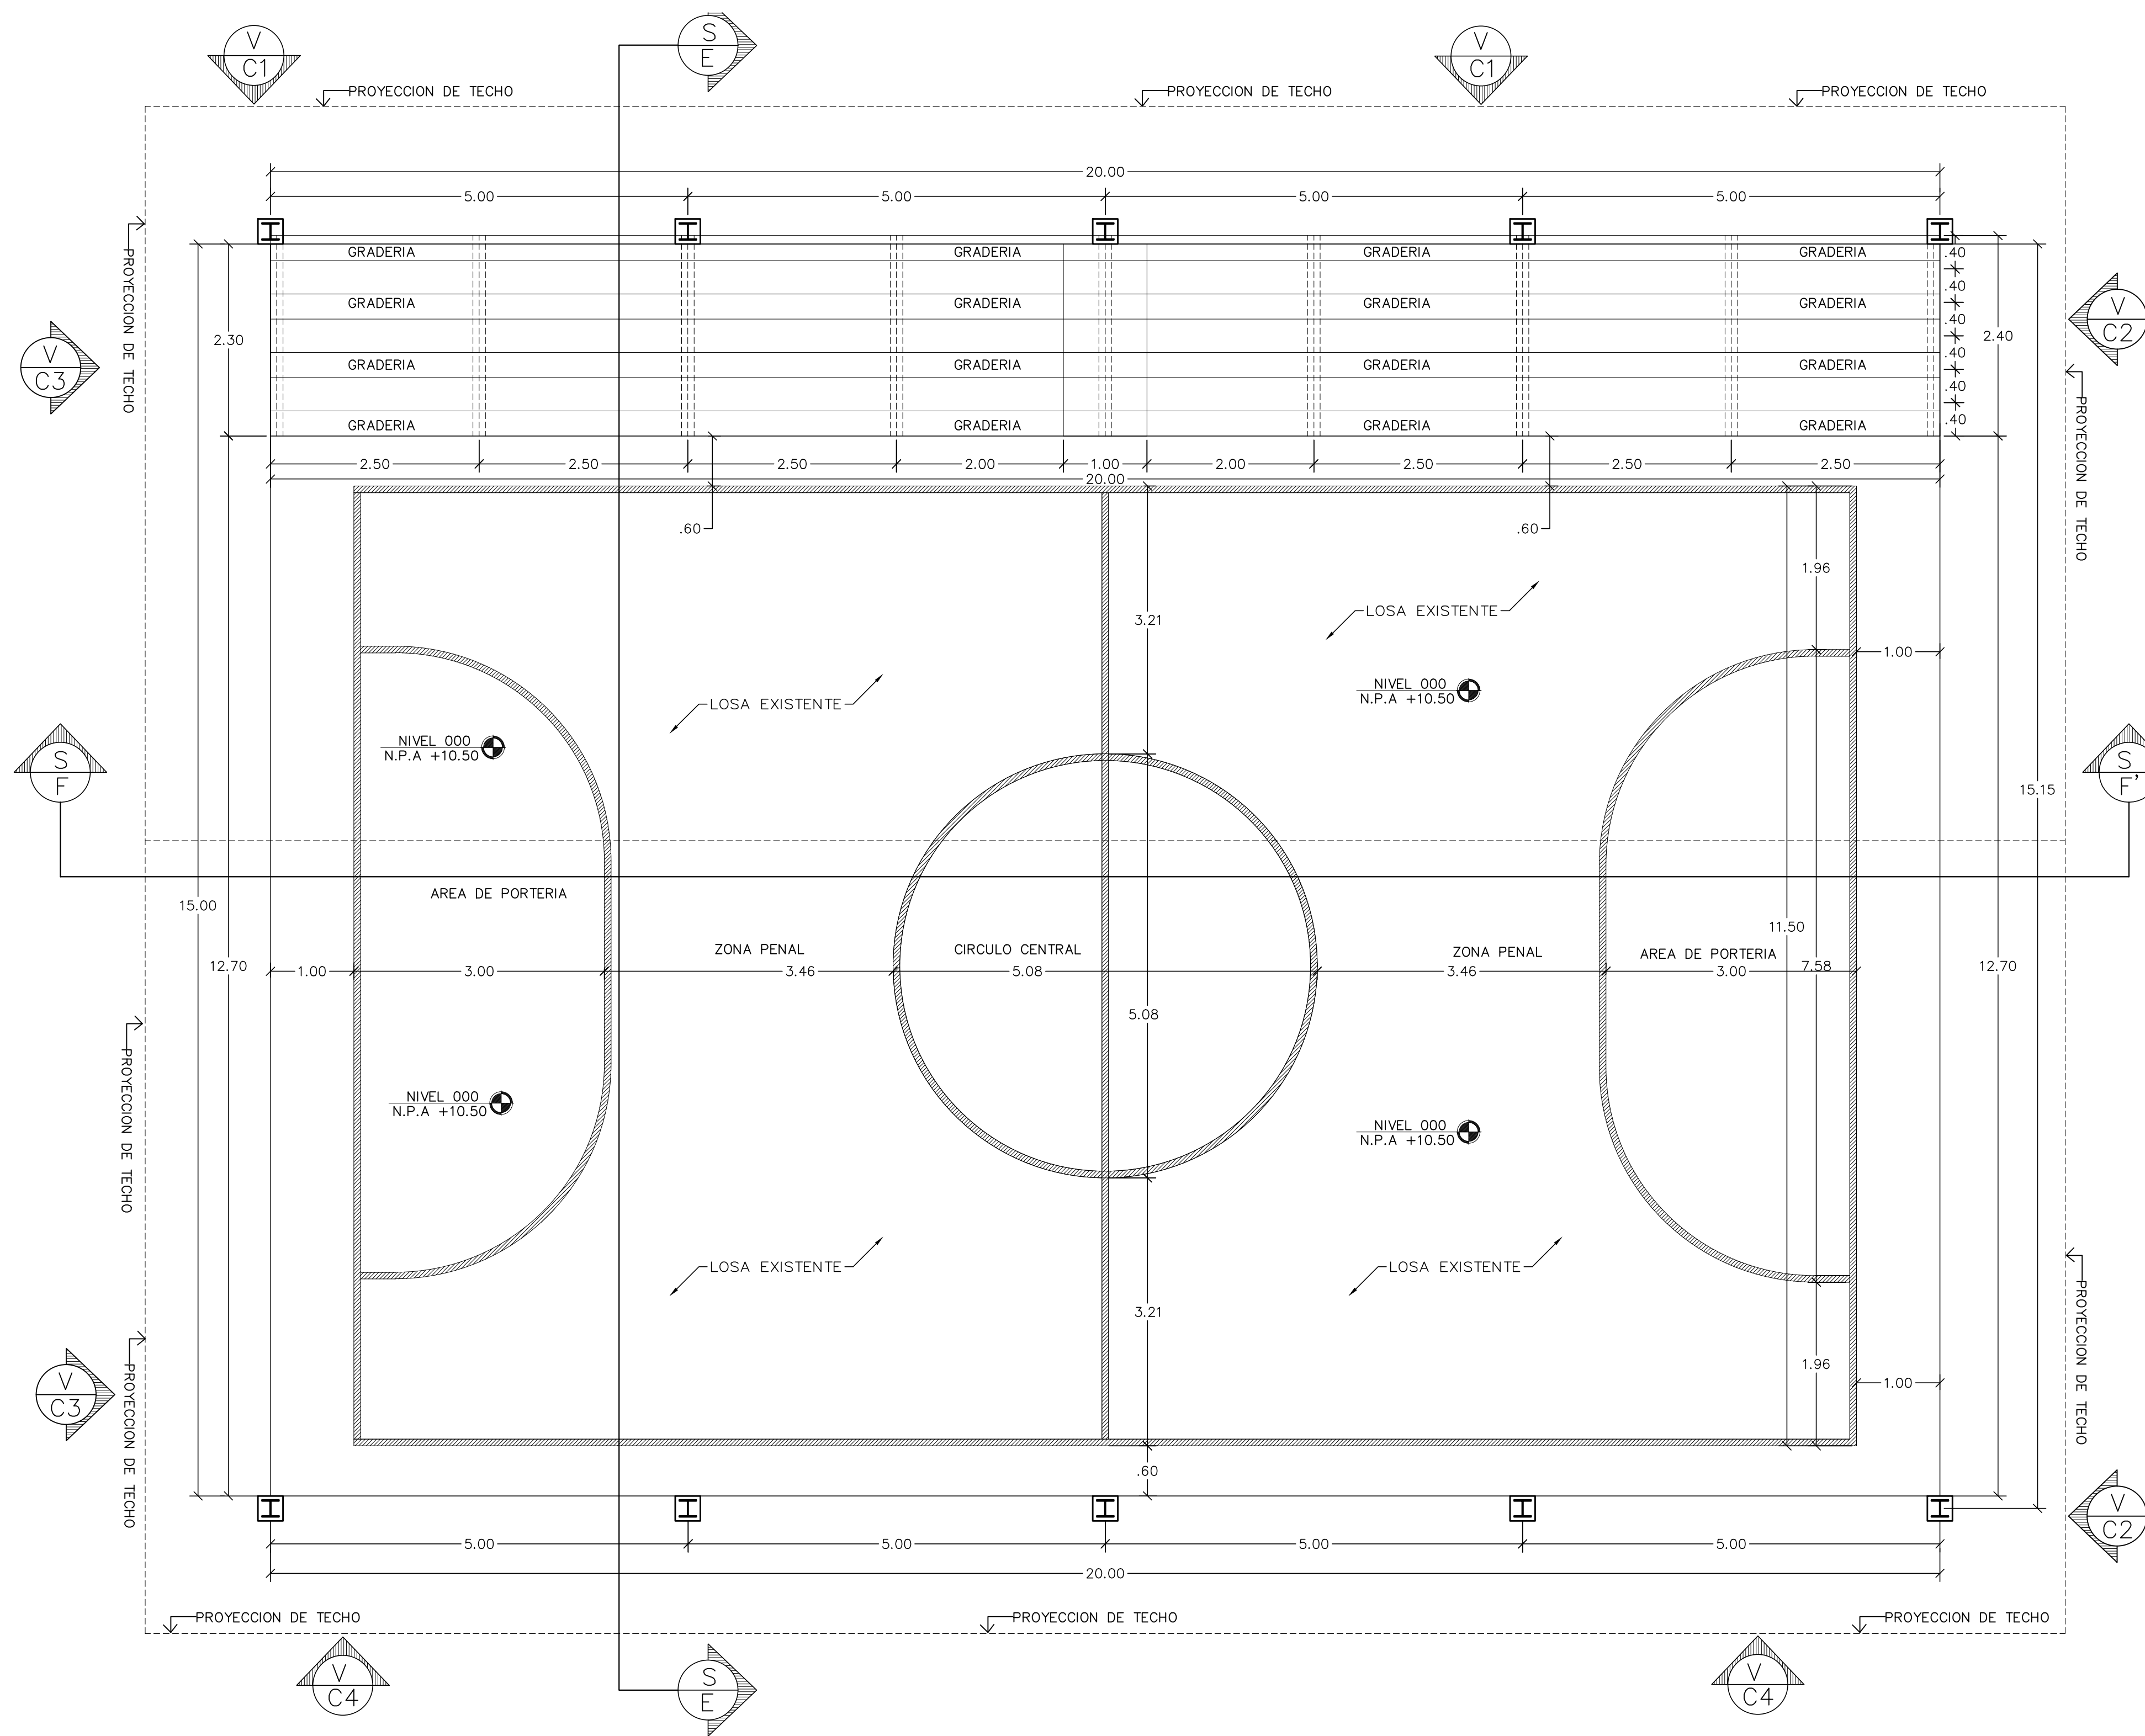 S
E
V
C1
V
C1
PROYECCION DE TECHO
PROYECCION DE TECHO
PROYECCION DE TECHO
20.00
5.00
5.00
5.00
5.00
PROYECCION DE TECHO
GRADERIA
GRADERIA
GRADERIA
GRADERIA
.40
.40
GRADERIA
GRADERIA
GRADERIA
GRADERIA
.40
2.30
2.40
V
C2
V
C3
.40
GRADERIA
GRADERIA
GRADERIA
GRADERIA
.40
.40
GRADERIA
GRADERIA
GRADERIA
GRADERIA
PROYECCION DE TECHO
2.50
2.50
2.50
2.00
1.00
2.00
2.50
2.50
2.50
20.00
.60
.60
1.96
3.21
LOSA EXISTENTE
1.00
NIVEL 000
N.P.A +10.50
LOSA EXISTENTE
NIVEL 000
N.P.A +10.50
S
F
S
F'
15.15
AREA DE PORTERIA
15.00
11.50
ZONA PENAL
CIRCULO CENTRAL
ZONA PENAL
AREA DE PORTERIA
12.70
1.00
3.00
3.46
5.08
3.46
3.00
7.58
12.70
5.08
PROYECCION DE TECHO
NIVEL 000
N.P.A +10.50
NIVEL 000
N.P.A +10.50
LOSA EXISTENTE
LOSA EXISTENTE
3.21
PROYECCION DE TECHO
1.96
1.00
V
C3
PROYECCION DE TECHO
.60
V
C2
5.00
5.00
5.00
5.00
20.00
PROYECCION DE TECHO
PROYECCION DE TECHO
PROYECCION DE TECHO
V
C4
S
E
V
C4